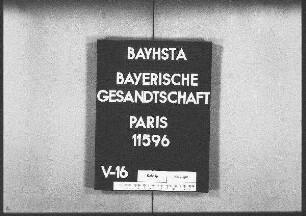 BAYHSTA
BAYERISCHE
GESANDTSCHAFT
PARIS
11596
V-16